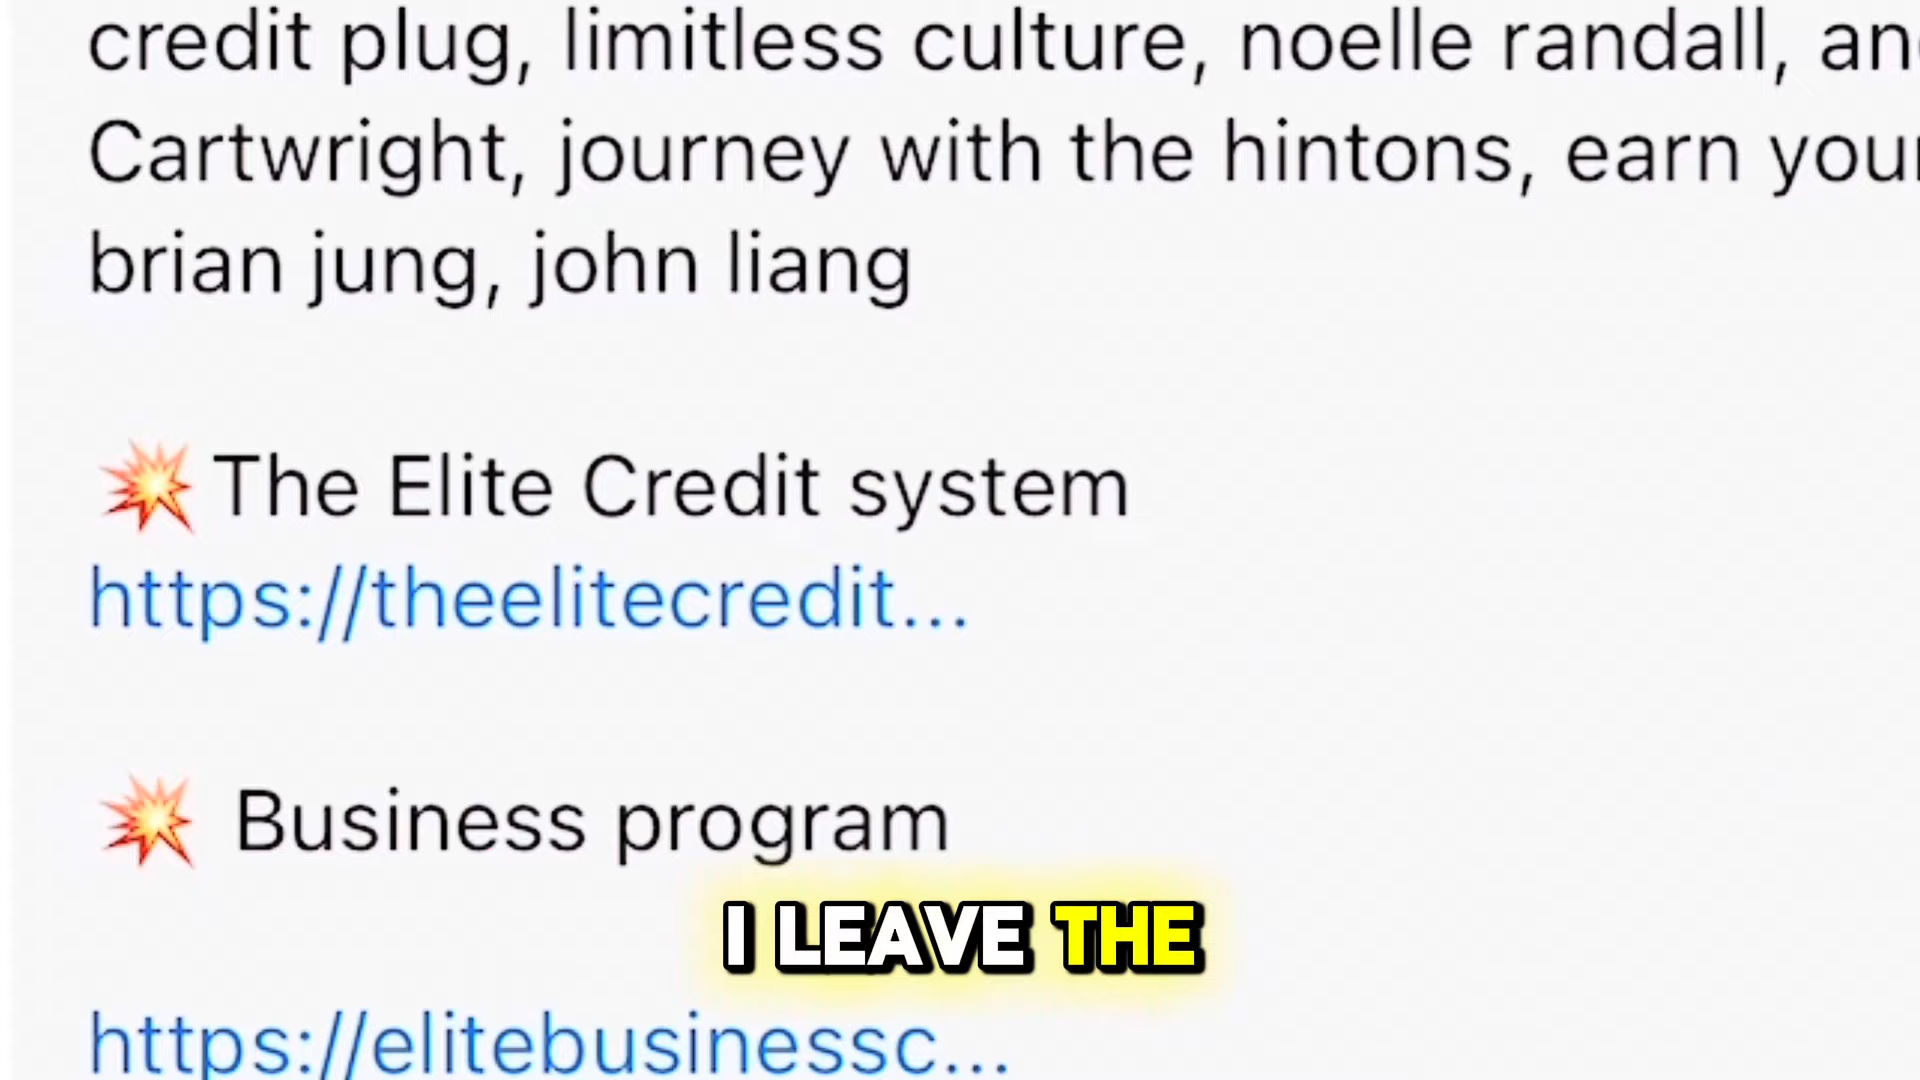 credit plug, limitless culture, noelle randall,
Cartwright, journey with the hintons, earn
brian jung, john liang
💥The Elite Credit system
https://theelitecredit...
💥 Business program
I LEAVE THE
https://elitebusinessc...